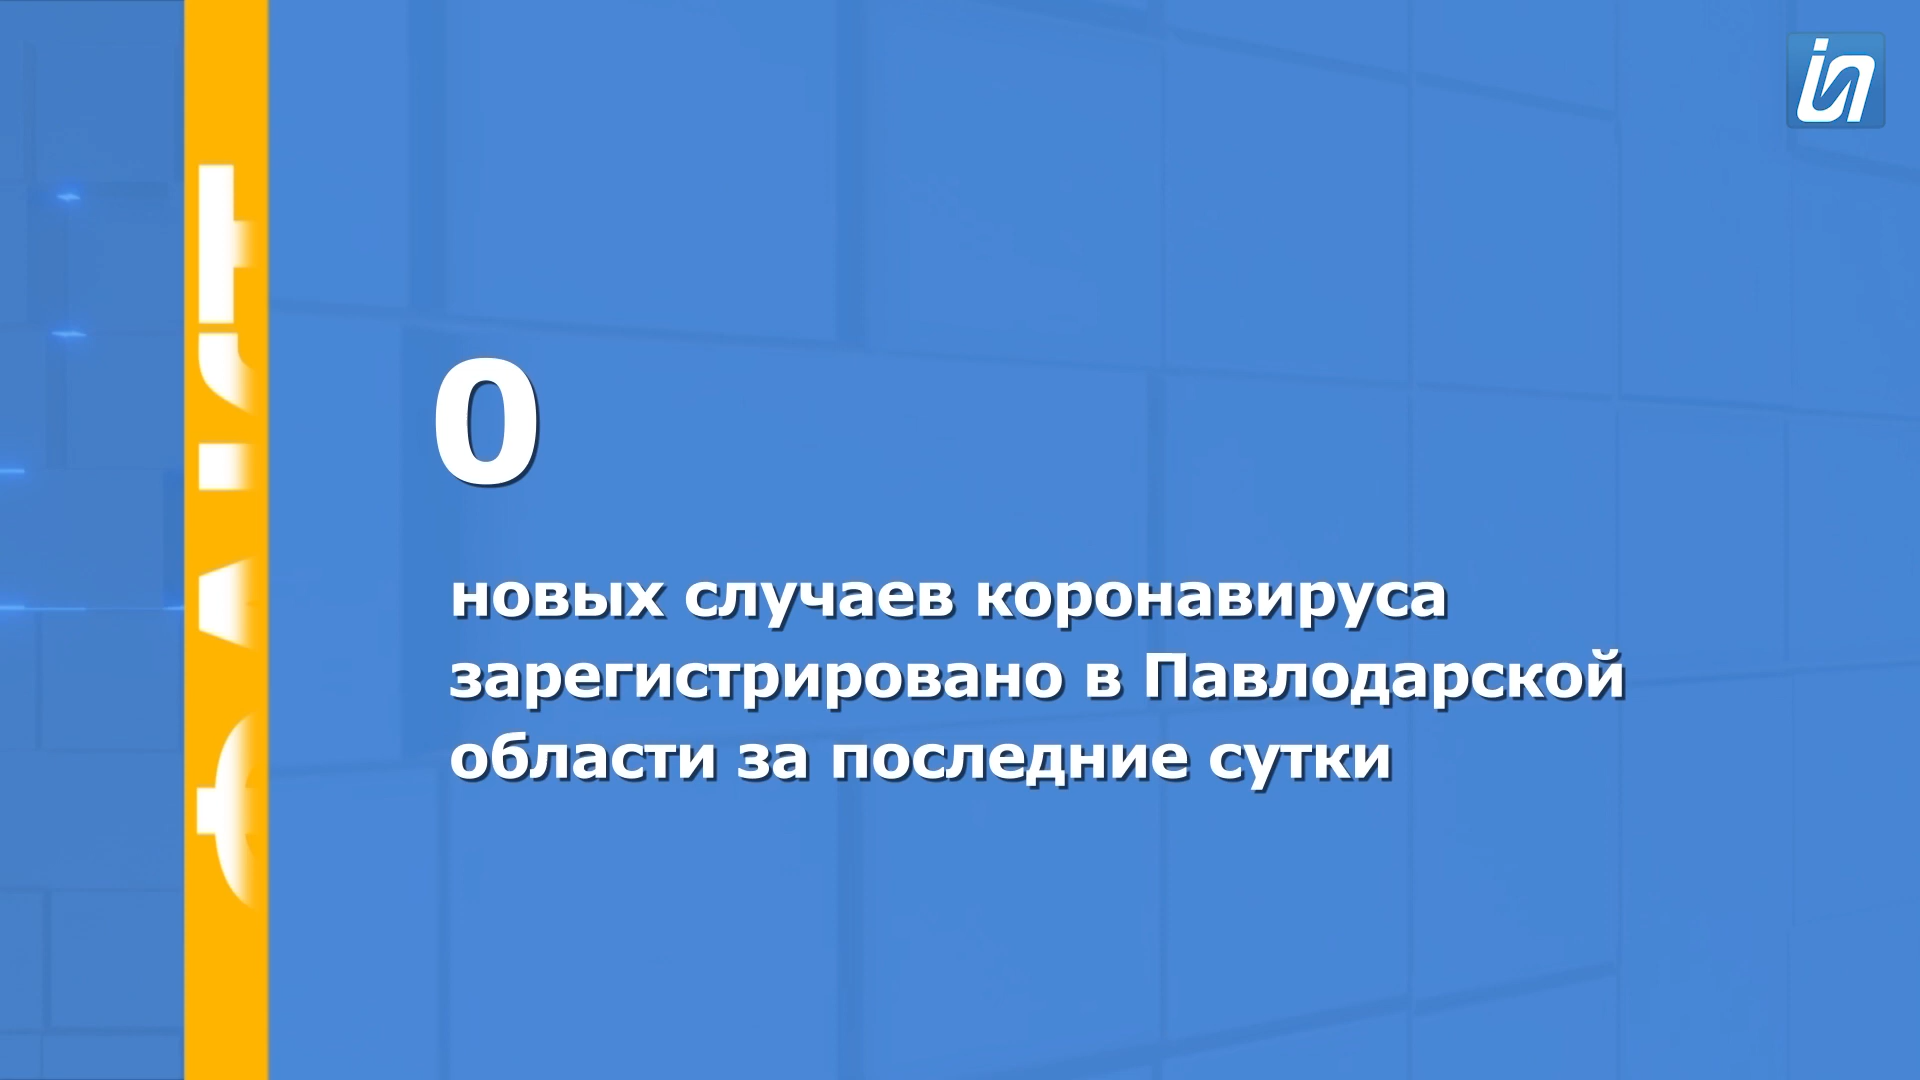 0
новых случаев коронавируса
зарегистрировано в Павлодарской
области за последние сутки